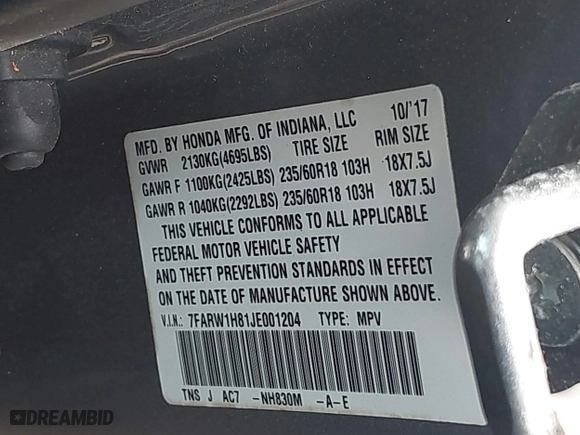 MFD. BY HONDA MFG. OF INDIANA, LLC 10/'17
GVWR 2130KG(4695LBS) TIRE SIZE RIM SIZE
GAWR F 1100KG(2425LBS) 235/60R18 103H 18X7.5J
GAWR R 1040KG(2292LBS) 235/60R18 103H 18X7.5J
THIS VEHICLE CONFORMS TO ALL APPLICABLE
FEDERAL MOTOR VEHICLE SAFETY
AND THEFT PREVENTION STANDARDS IN EFFECT
ON THE DATE OF MANUFACTURE SHOWN ABOVE.
V.I.N.: 7FARW1H81JE001204 TYPE: MPV
TNS J AC7 -NH830M -A-E
DREAMBID